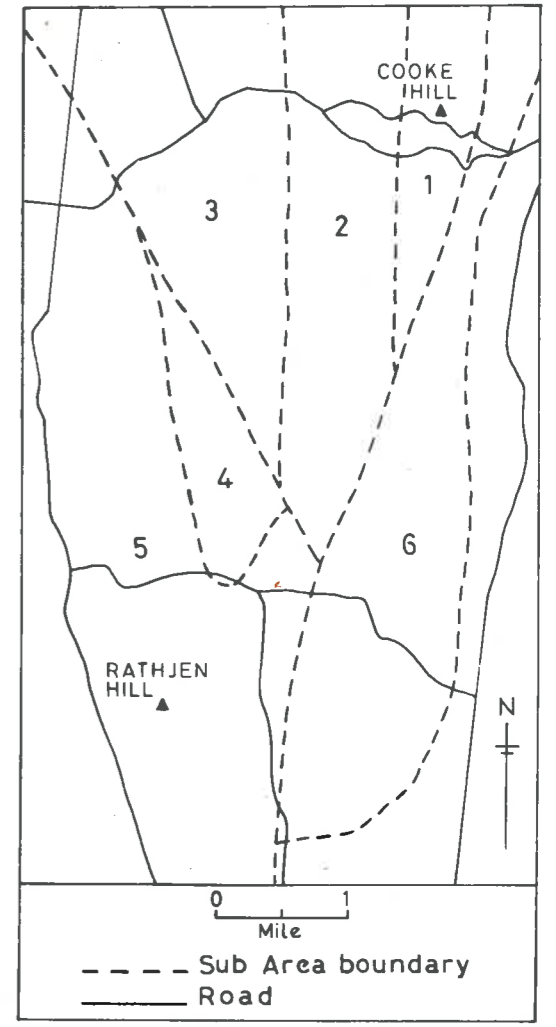 COOKE
HILL
1
3
2
4
5
6
RATHJEN
HILL
N
0 1
Mile
Sub Area boundary
Road